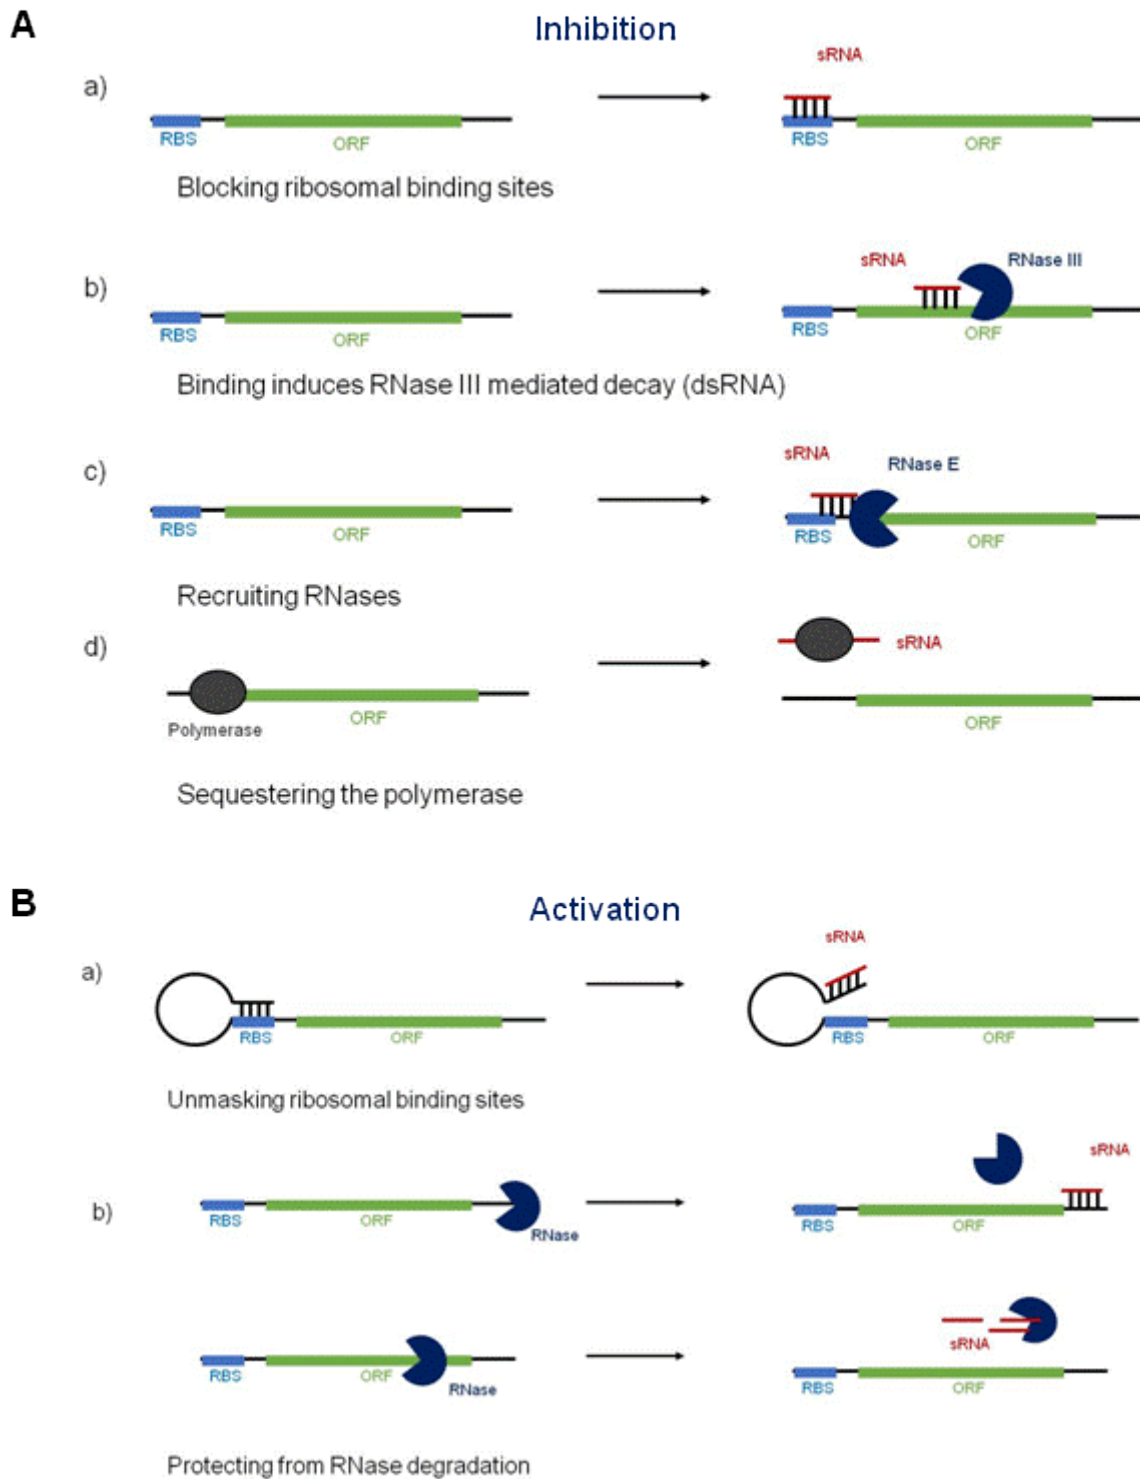 A
Inhibition
sRNA
a)
RBS
ORF
RBS
ORF
Blocking ribosomal binding sites
sRNA
RNase III
b)
RBS
ORF
RBS
ORF
Binding induces RNase III mediated decay (dsRNA)
sRNA
RNase E
c)
RBS
ORF
RBS
ORF
Recruiting RNases
d)
sRNA
Polymerase
ORF
ORF
Sequestering the polymerase
B
Activation
sRNA
a)
RBS
ORF
RBS
ORF
Unmasking ribosomal binding sites
sRNA
b)
RBS
ORF
RNase
RBS
ORF
sRNA
RBS
ORF
RNase
RBS
ORF
Protecting from RNase degradation